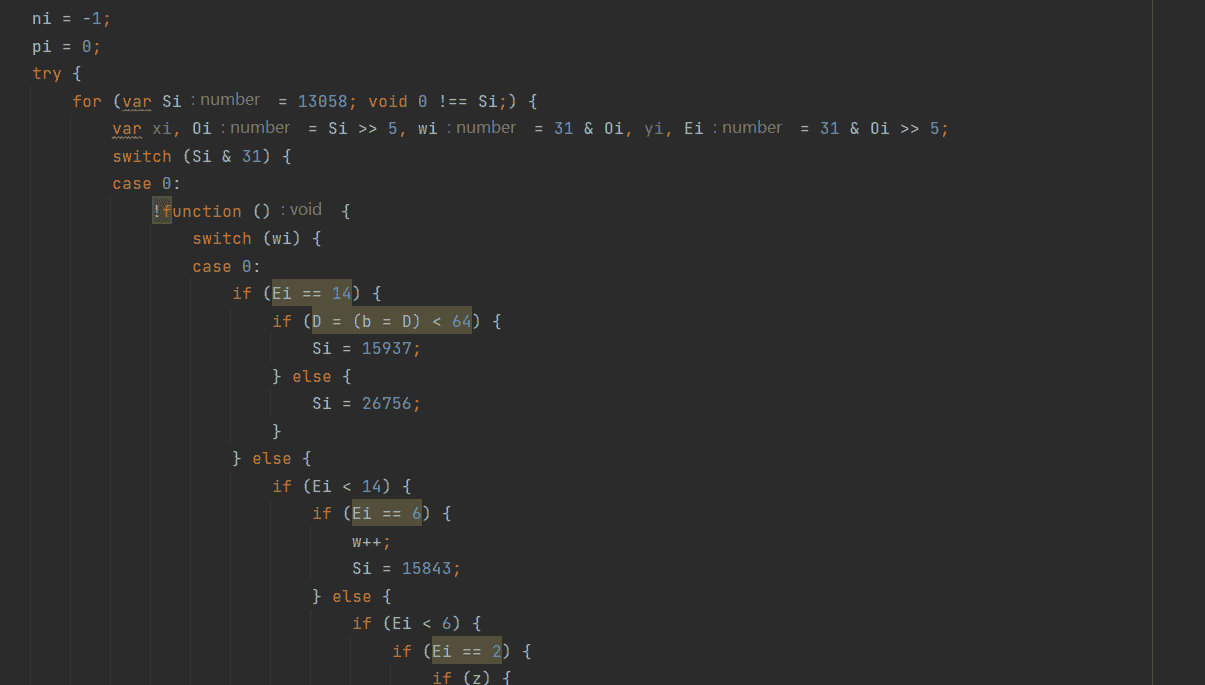 ni = -1;
pi = 0;
try {
for (var Si : number = 13058; void 0 !== Si;) {
var xi, Oi : number = Si >> 5, wi : number = 31 & Oi, yi, Ei : number = 31 & Oi >> 5;
switch (Si & 31) {
case 0:
!function () : void {
switch (wi) {
case 0:
if (Ei == 14) {
if (D = (b = D) < 64) {
Si = 15937;
} else {
Si = 26756;
}
} else {
if (Ei < 14) {
if (Ei == 6) {
w++;
Si = 15843;
} else {
if (Ei < 6) {
if (Ei == 2) {
if (z) {